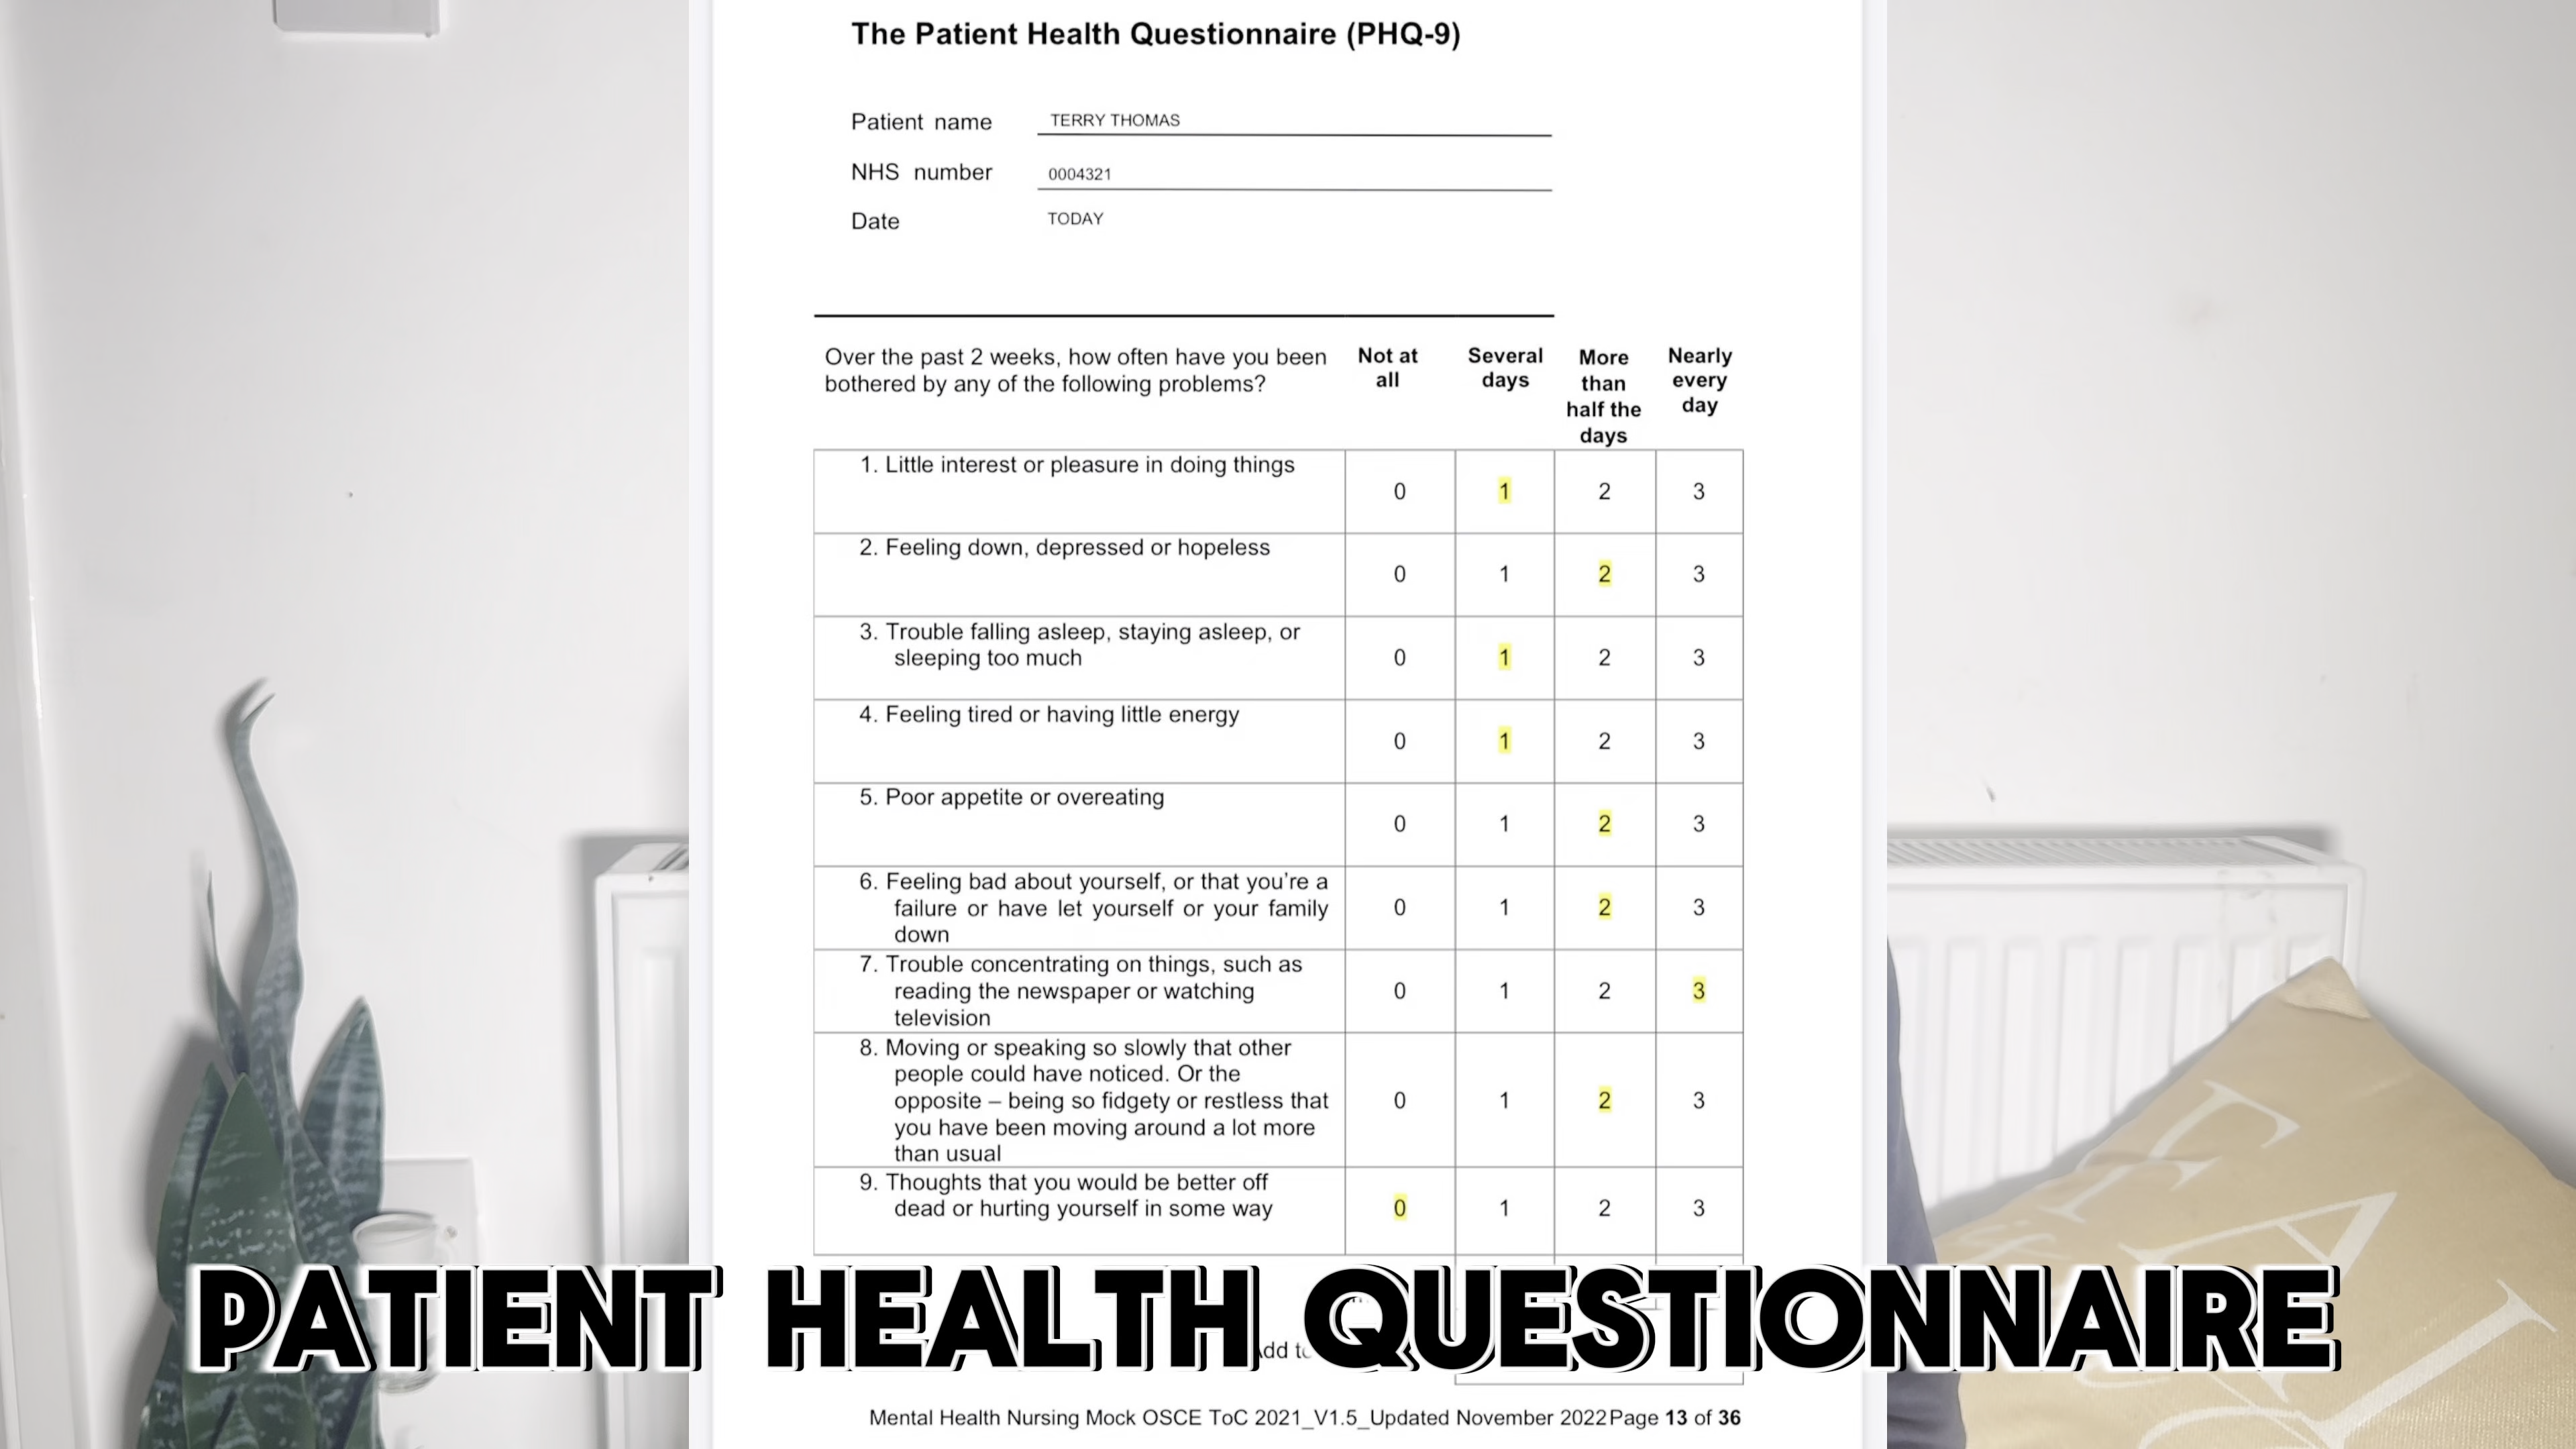 The Patient Health Questionnaire (PHQ-9)
Patient name TERRY THOMAS
NHS number 0004321
Date TODAY
Over the past 2 weeks, how often have you been bothered by any of the following problems?
Not at all
Several days
More than half the days
Nearly every day
1. Little interest or pleasure in doing things
0 1 2 3
2. Feeling down, depressed or hopeless
0 1 2 3
3. Trouble falling asleep, staying asleep, or
sleeping too much
0 1 2 3
4. Feeling tired or having little energy
0 1 2 3
5. Poor appetite or overeating
0 1 2 3
6. Feeling bad about yourself, or that you're a
failure or have let yourself or your family
down
0 1 2 3
7. Trouble concentrating on things, such as
reading the newspaper or watching
television
0 1 2 3
8. Moving or speaking so slowly that other
people could have noticed. Or the
opposite – being so fidgety or restless that
you have been moving around a lot more
than usual
0 1 2 3
9. Thoughts that you would be better off
dead or hurting yourself in some way
0 1 2 3
PATIENT HEALTH QUESTIONNAIRE
Mental Health Nursing Mock OSCE ToC 2021_V1.5_Updated November 2022Page 13 of 36